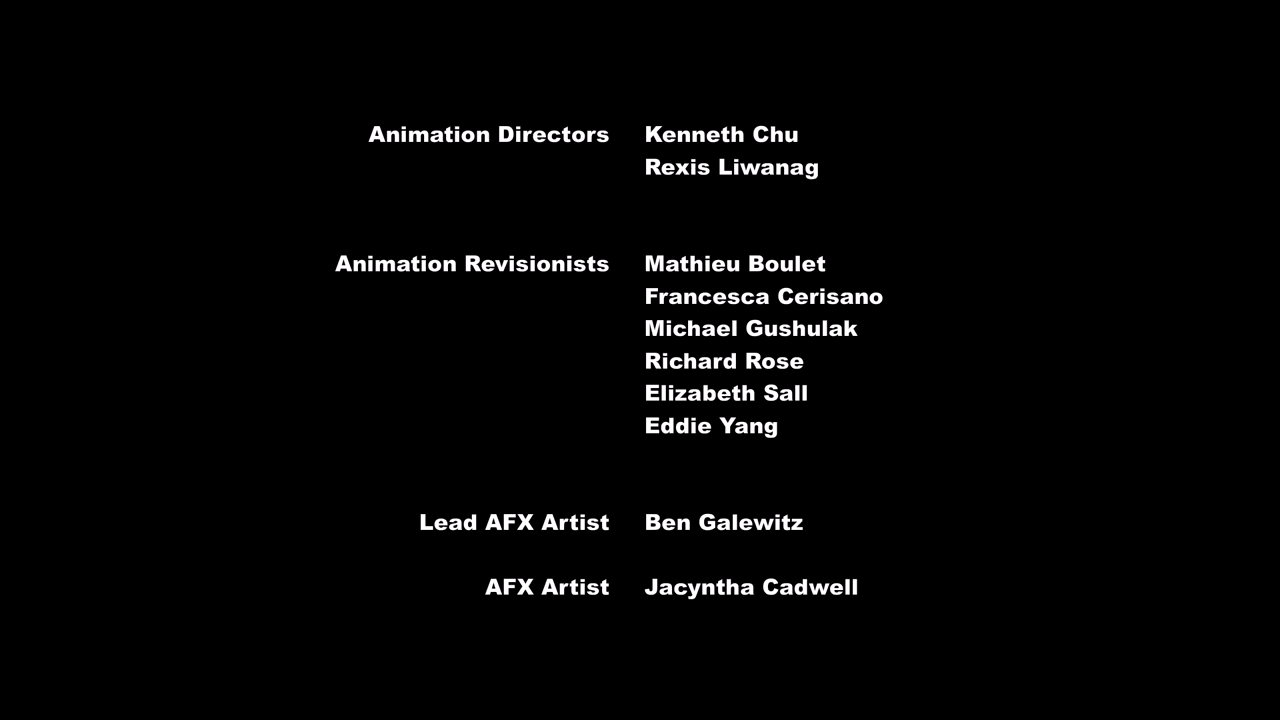 Animation Directors Kenneth Chu
Rexis Liwanag
Animation Revisionists Mathieu Boulet
Francesca Cerisano
Michael Gushulak
Richard Rose
Elizabeth Sall
Eddie Yang
Lead AFX Artist Ben Galewitz
AFX Artist Jacyntha Cadwell